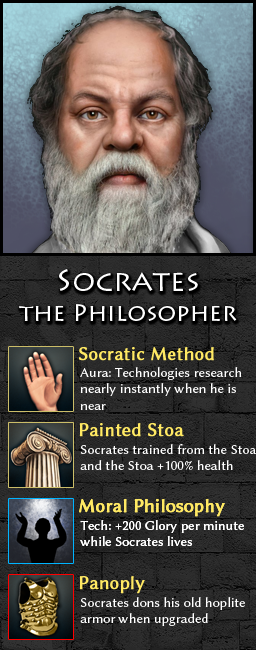 Socrates
the Philosopher
Socratic Method
Aura: Technologies research
nearly instantly when he is
near
Painted Stoa
Socrates trained from the Stoa
and the Stoa +100% health
Moral Philosophy
Tech: +200 Glory per minute
while Socrates lives
Panoply
Socrates dons his old hoplite
armor when upgraded